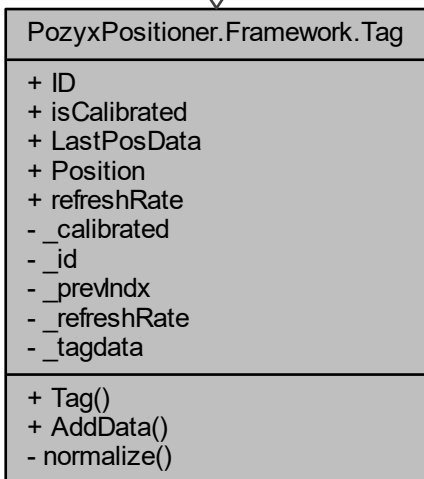 PozyxPositioner.Framework.Tag
+ ID
+ isCalibrated
+ LastPosData
+ Position
+ refreshRate
- _calibrated
- _id
- _prevIndx
- _refreshRate
- _tagdata
+ Tag()
+ AddData()
- normalize()